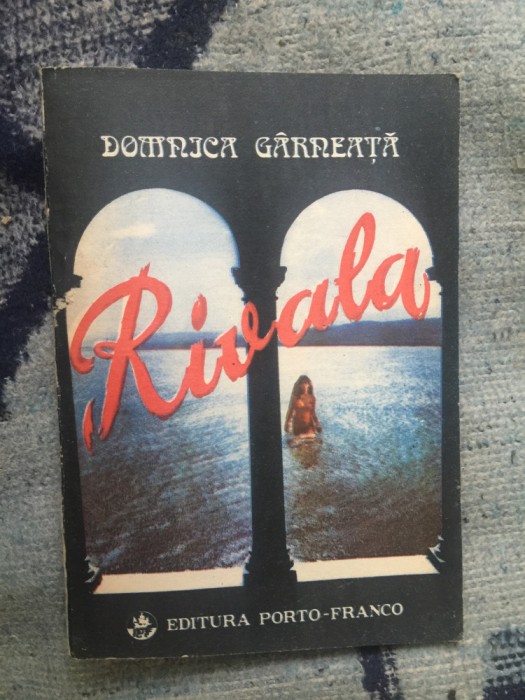 DOMNICA GÂRNEAȚĂ
Rivala
EDITURA PORTO-FRANCO